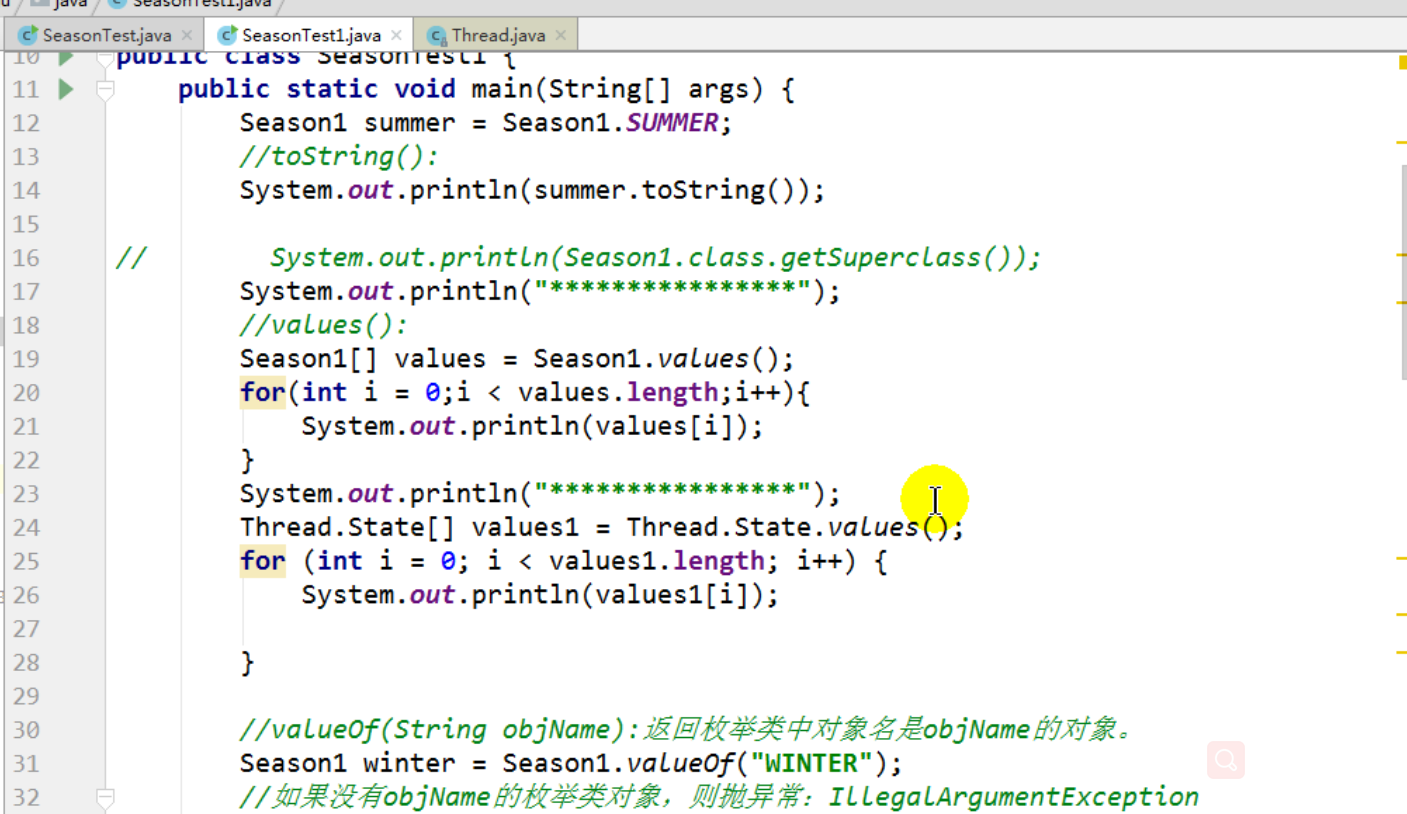 java SeasonTest1.java
SeasonTest.java SeasonTest1.java Thread.java
10 public class SeasonTest1 {
11 public static void main(String[] args) {
12 Season1 summer = Season1.SUMMER;
13 //toString():
14 System.out.println(summer.toString());
15
16 // System.out.println(Season1.class.getSuperclass());
17 System.out.println("****************");
18 //values():
19 Season1[] values = Season1.values();
20 for(int i = 0;i < values.length;i++){
21 System.out.println(values[i]);
22 }
23 System.out.println("****************");
24 Thread.State[] values1 = Thread.State.values();
25 for (int i = 0; i < values1.length; i++) {
26 System.out.println(values1[i]);
27
28 }
29
30 //valueOf(String objName):返回枚举类中对象名是objName的对象。
31 Season1 winter = Season1.valueOf("WINTER");
32 //如果没有objName的枚举类对象，则抛异常：IllegalArgumentException